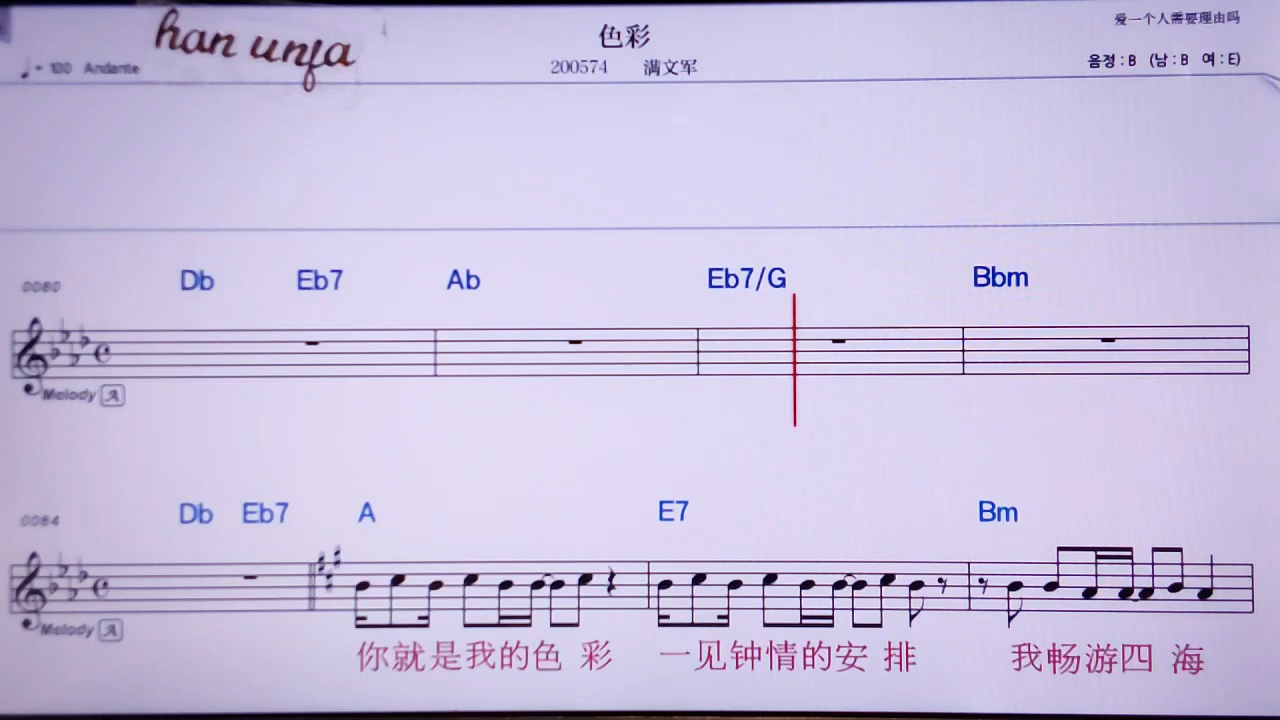 han unfa
色彩
爱一个人需要理由吗
♩= 100 Andante
200574 满文军
음정 : B (남 : B 여 : E)
0080
Db Eb7 Ab Eb7/G Bbm
Melody A
0084
Db Eb7 A E7 Bm
Melody A
你就是我的色 彩 一见钟情的安 排 我畅游四 海